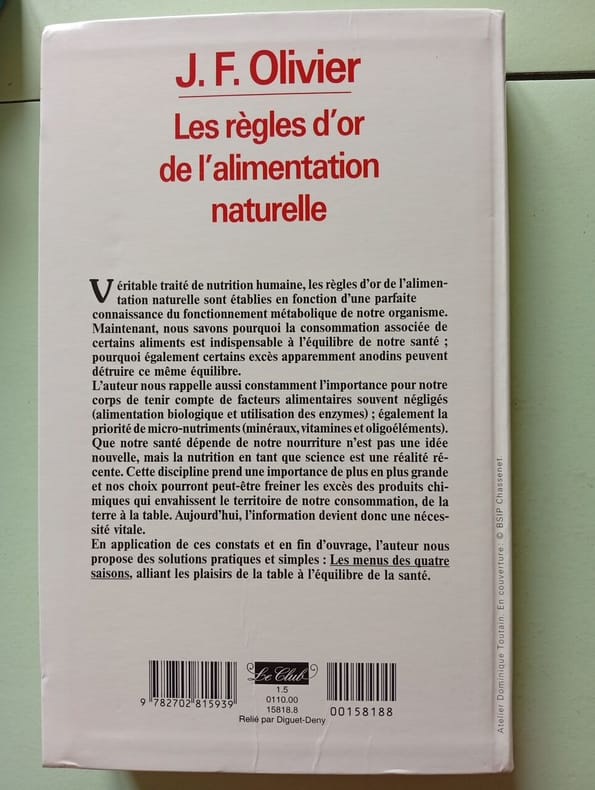 J. F. Olivier
Les règles d'or
de l'alimentation
naturelle
Véritable traité de nutrition humaine, les règles d'or de l'alimen-
tation naturelle sont établies en fonction d'une parfaite
connaissance du fonctionnement métabolique de notre organisme.
Maintenant, nous savons pourquoi la consommation associée de
certains aliments est indispensable à l'équilibre de notre santé ;
pourquoi également certains excès apparemment anodins peuvent
détruire ce même équilibre.
L'auteur nous rappelle aussi constamment l'importance pour notre
corps de tenir compte de facteurs alimentaires souvent négligés
(alimentation biologique et utilisation des enzymes) ; également la
priorité de micro-nutriments (minéraux, vitamines et oligoéléments).
Que notre santé dépende de notre nourriture n'est pas une idée
nouvelle, mais la nutrition en tant que science est une réalité ré-
cente. Cette discipline prend une importance de plus en plus grande
et nos choix pourront peut-être freiner les excès des produits chi-
miques qui envahissent le territoire de notre consommation, de la
terre à la table. Aujourd'hui, l'information devient donc une néces-
sité vitale.
En application de ces constats et en fin d'ouvrage, l'auteur nous
propose des solutions pratiques et simples : Les menus des quatre
saisons, alliant les plaisirs de la table à l'équilibre de la santé.
Le Club
1.5
0110.00
15818.8
Relié par Diguet-Deny
9 782702 815939
00158188
Atelier Dominique Toutain. En couverture : © BSIP Chassenet.